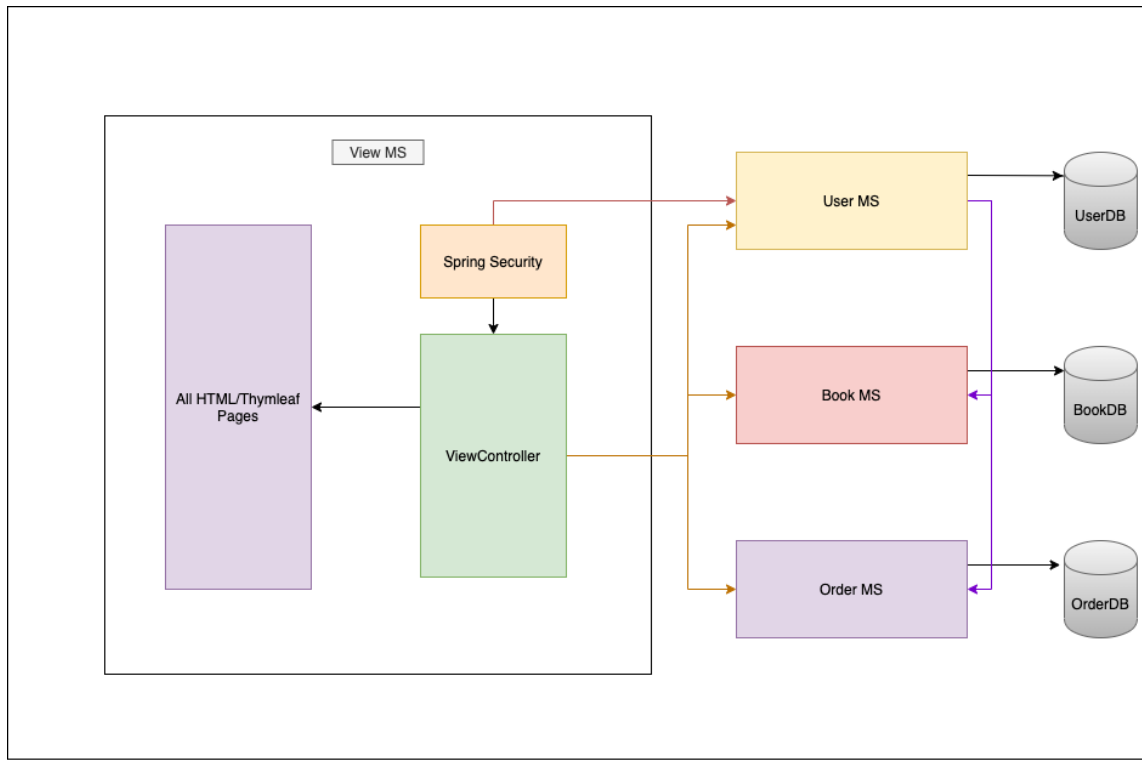 View MS
User MS
UserDB
Spring Security
All HTML/Thymleaf
Pages
Book MS
BookDB
ViewController
Order MS
OrderDB